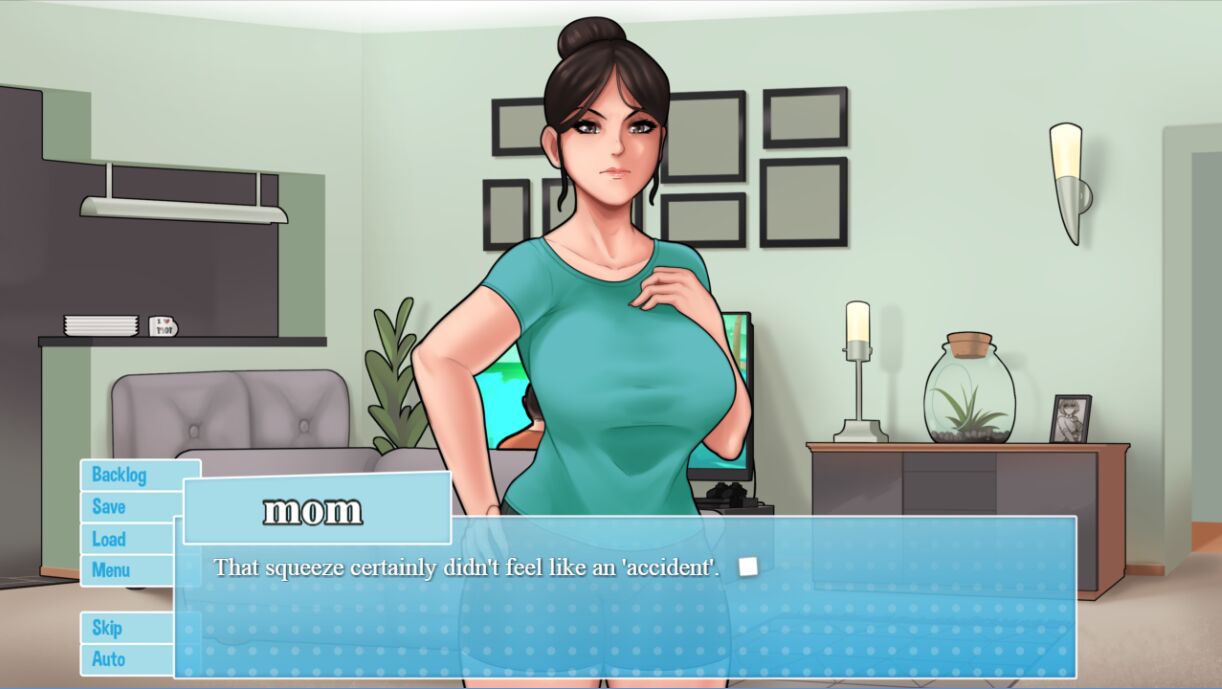 I ♥
Backlog
Save
mom
Load
That squeeze certainly didn't feel like an 'accident'.
Menu
Skip
Auto